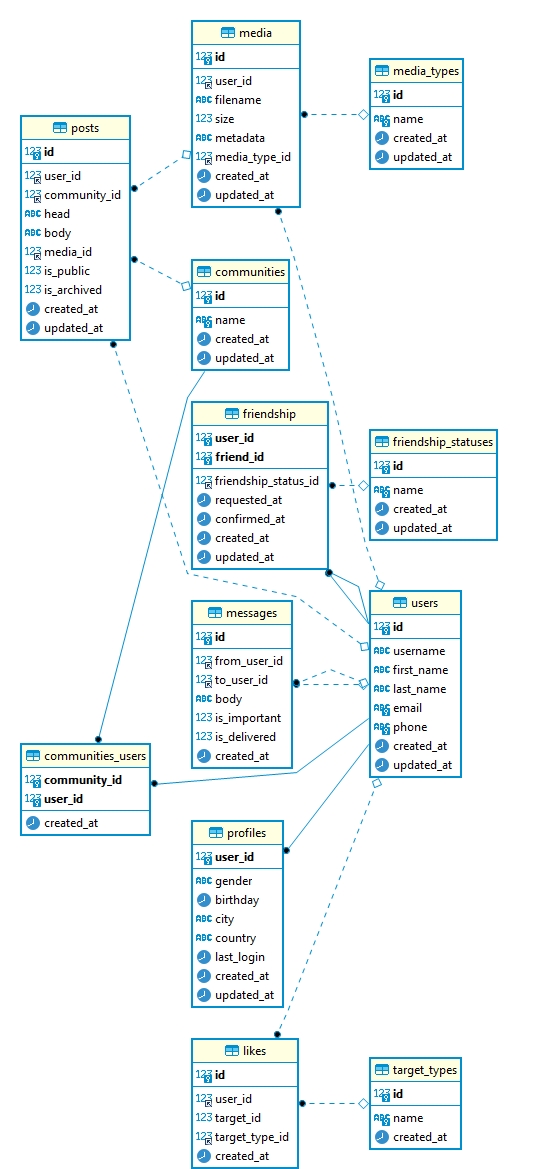 media
123 id
123 user_id
ABC filename
123 size
ABC metadata
123 media_type_id
created_at
updated_at
media_types
123 id
ABC name
created_at
updated_at
posts
123 id
123 user_id
123 community_id
ABC head
ABC body
123 media_id
123 is_public
123 is_archived
created_at
updated_at
communities
123 id
ABC name
created_at
updated_at
friendship
123 user_id
123 friend_id
123 friendship_status_id
requested_at
confirmed_at
created_at
updated_at
friendship_statuses
123 id
ABC name
created_at
updated_at
users
123 id
ABC username
ABC first_name
ABC last_name
ABC email
ABC phone
created_at
updated_at
messages
123 id
123 from_user_id
123 to_user_id
ABC body
123 is_important
123 is_delivered
created_at
communities_users
123 community_id
123 user_id
created_at
profiles
123 user_id
ABC gender
birthday
ABC city
ABC country
last_login
created_at
updated_at
likes
123 id
123 user_id
123 target_id
123 target_type_id
created_at
target_types
123 id
ABC name
created_at